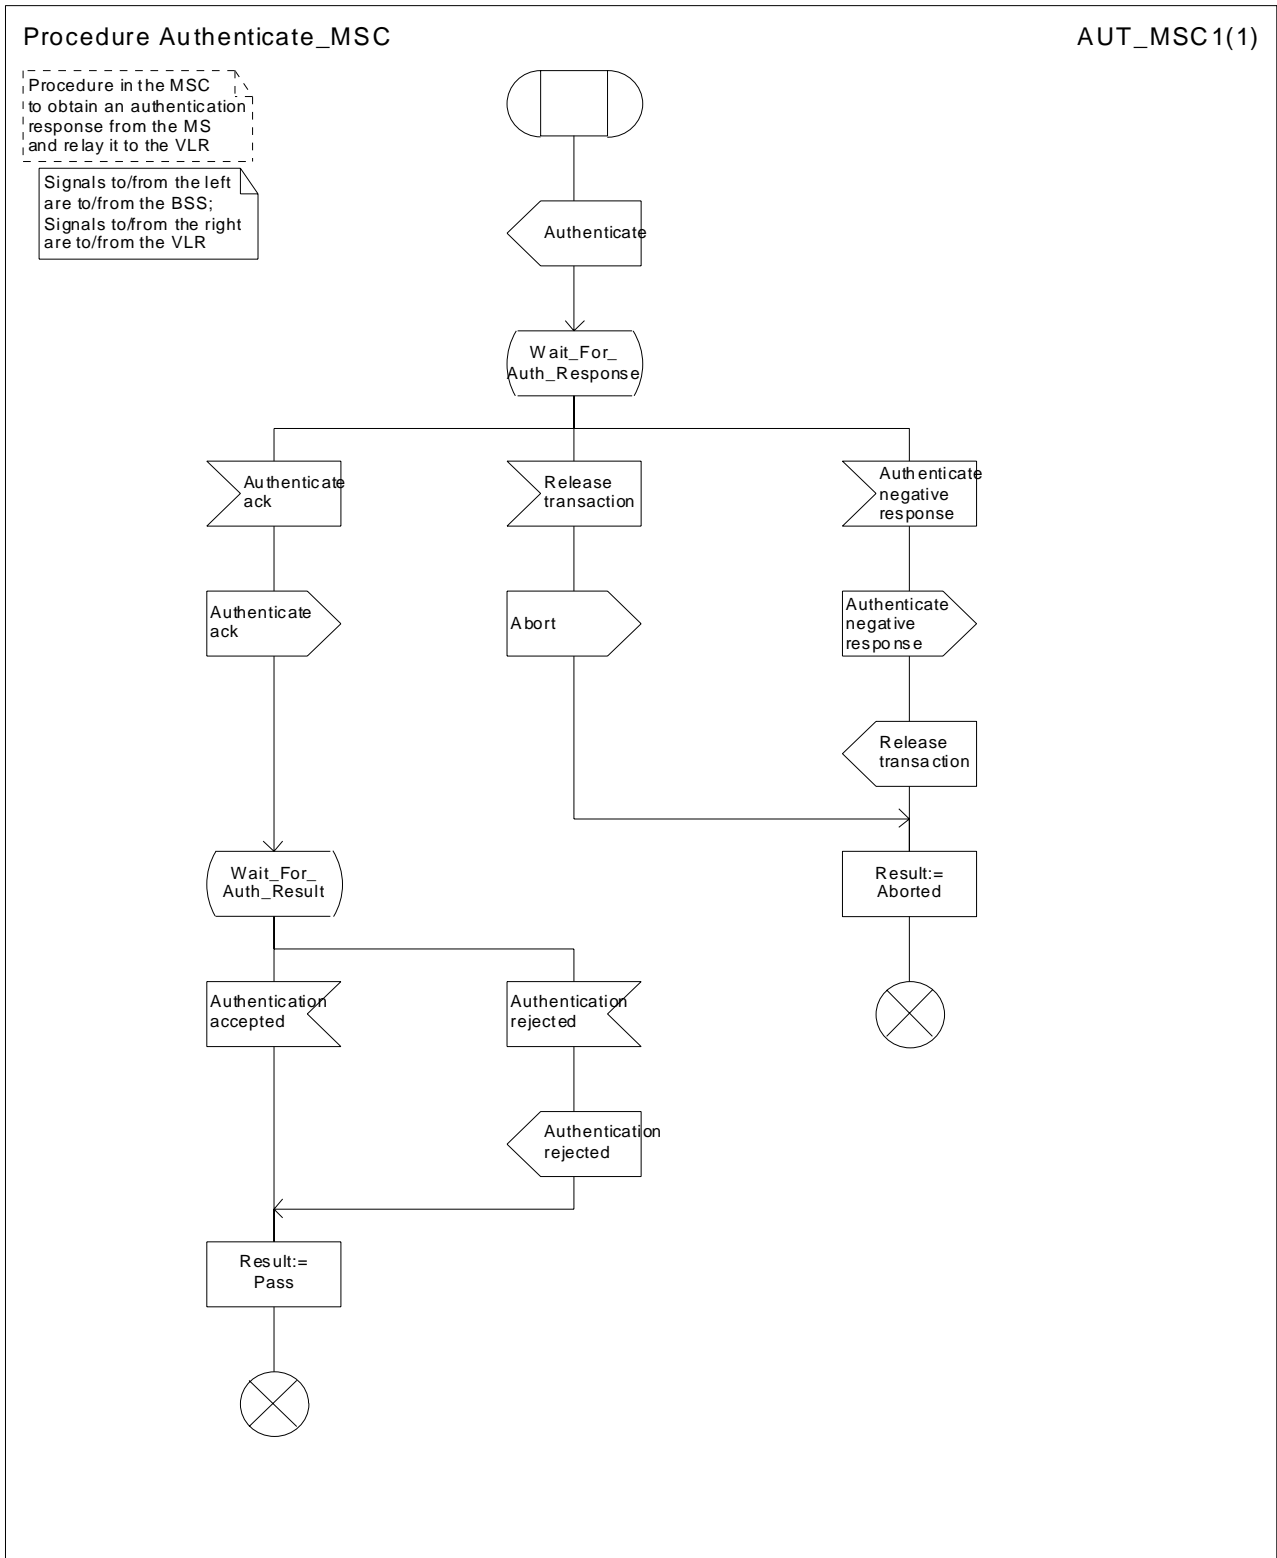 Procedure Authenticate_MSC
AUT_MSC1(1)
Procedure in the MSC
to obtain an authentication
response from the MS
and relay it to the VLR
Signals to/from the left
are to/from the BSS;
Signals to/from the right
are to/from the VLR
Authenticate
Wait_For_
Auth_Response
Authenticate
ack
Release
transaction
Authenticate
negative
response
Authenticate
ack
Abort
Authenticate
negative
response
Release
transaction
Wait_For_
Auth_Result
Result:=
Aborted
Authentication
accepted
Authentication
rejected
Authentication
rejected
Result:=
Pass